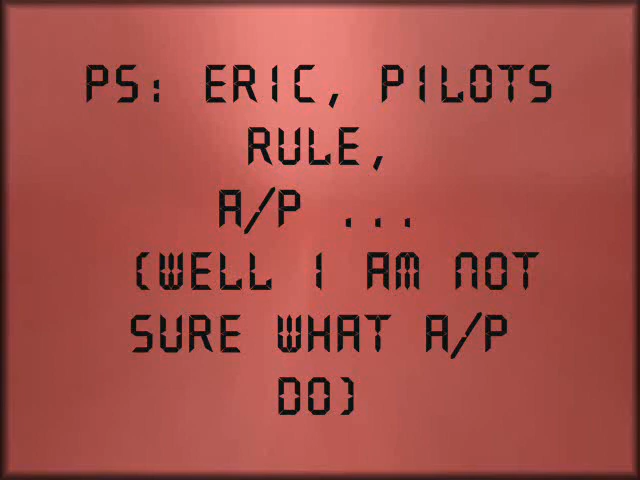 PS: ERIC, PILOTS
RULE,
A/P ...
(WELL I AM NOT
SURE WHAT A/P
DO)